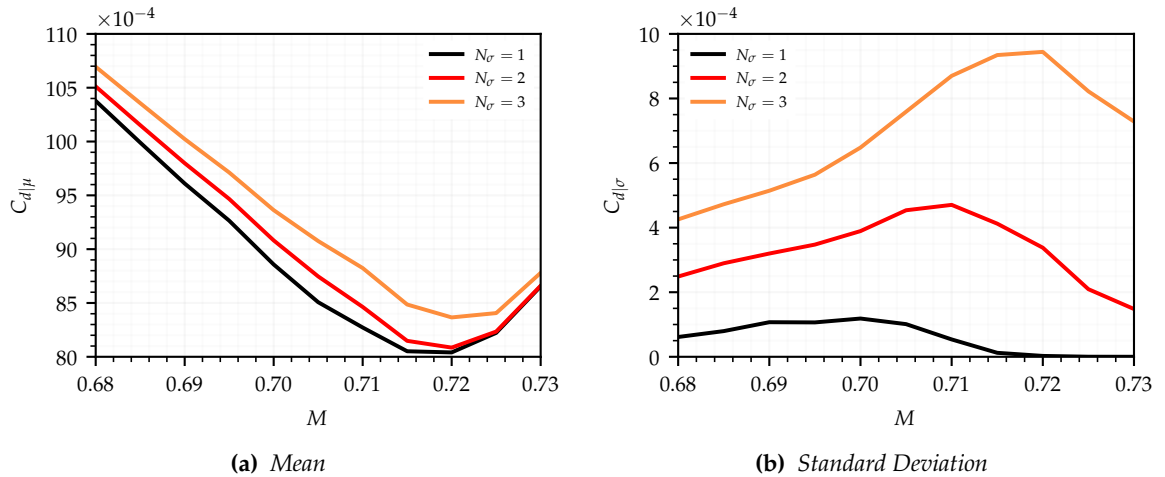 ×10⁻⁴
110
105
100
95
90
85
80
C_{d|μ}
N_σ = 1
N_σ = 2
N_σ = 3
0.68 0.69 0.70 0.71 0.72 0.73
M
(a) Mean
×10⁻⁴
10
8
6
4
2
0
C_{d|σ}
N_σ = 1
N_σ = 2
N_σ = 3
0.68 0.69 0.70 0.71 0.72 0.73
M
(b) Standard Deviation